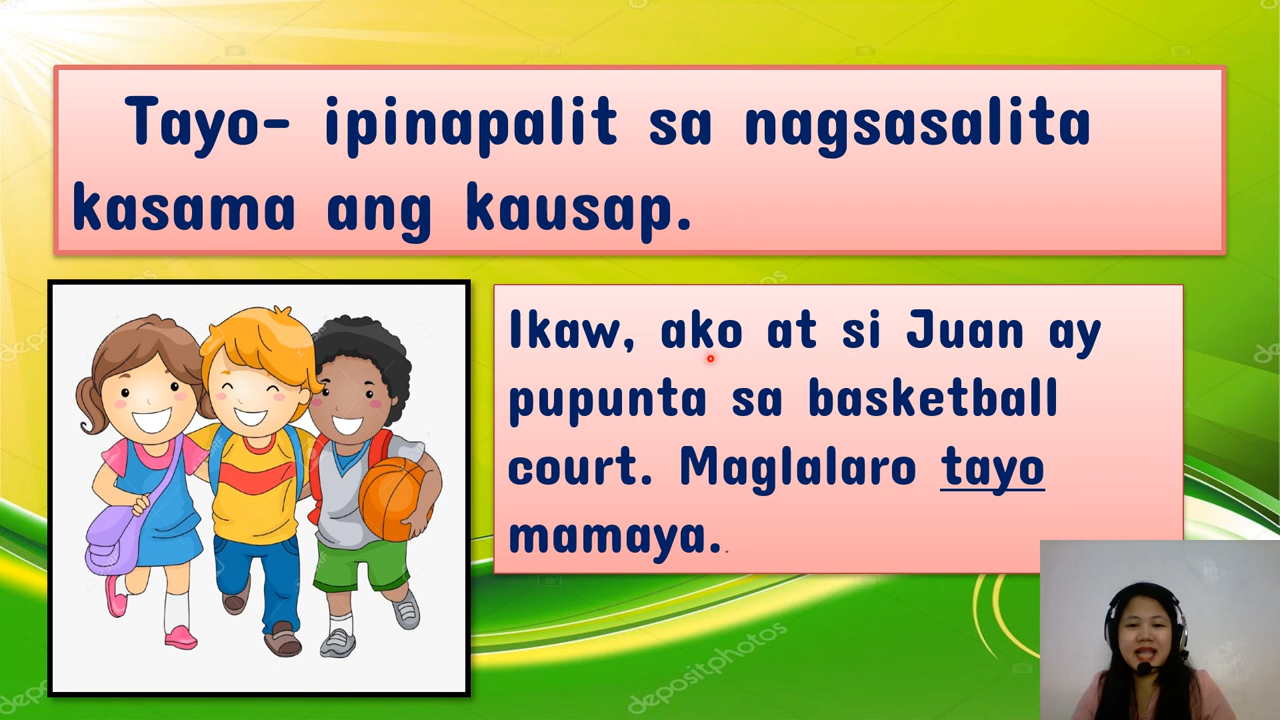 Tayo- ipinapalit sa nagsasalita
kasama ang kausap.
Ikaw, ako at si Juan ay
pupunta sa basketball
court. Maglalaro tayo
mamaya..
depositphotos